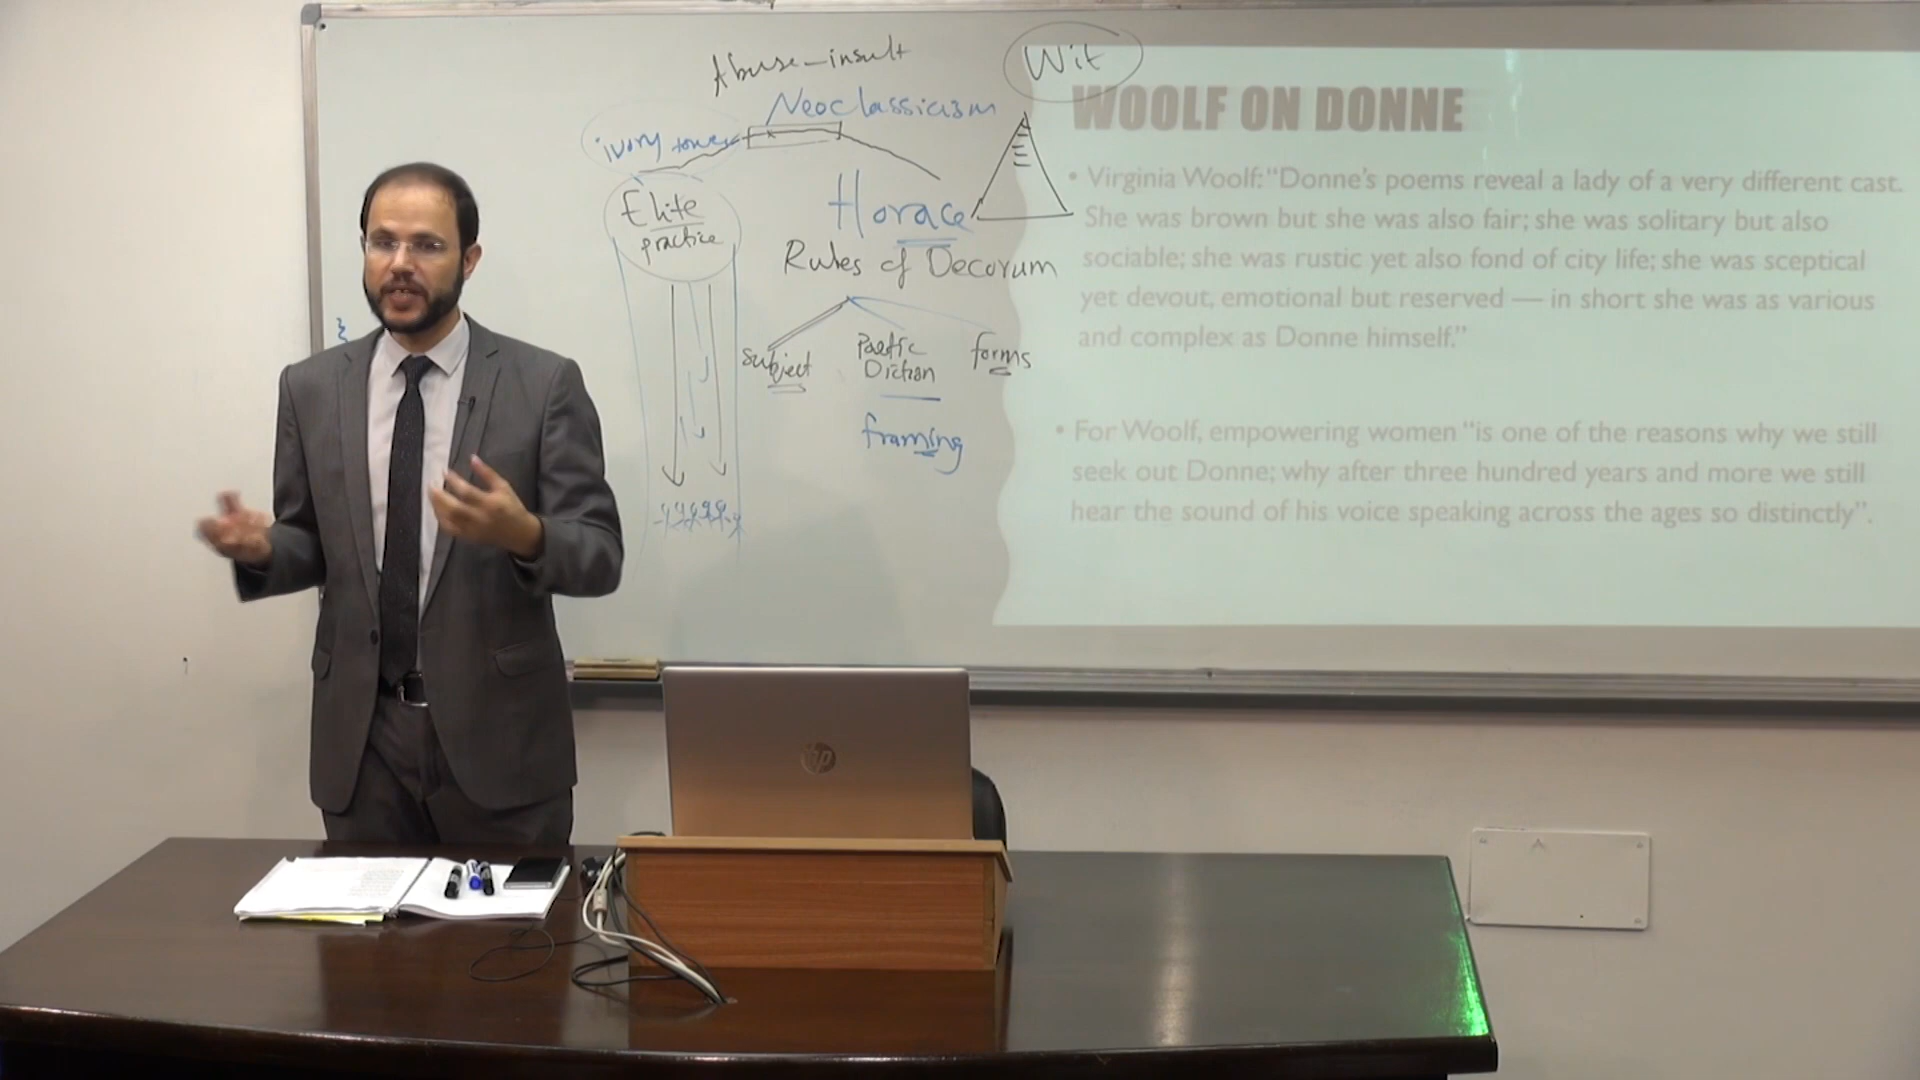 Abuse - insult
Wit
Neoclassicism
ivory tower
Elite
practice
Horace
Rules of Decorum
Subject
Poetic
Diction
forms
framing
WOOLF ON DONNE
• Virginia Woolf: “Donne's poems reveal a lady of a very different cast.
She was brown but she was also fair; she was solitary but also
sociable; she was rustic yet also fond of city life; she was sceptical
yet devout, emotional but reserved — in short she was as various
and complex as Donne himself.”
• For Woolf, empowering women “is one of the reasons why we still
seek out Donne; why after three hundred years and more we still
hear the sound of his voice speaking across the ages so distinctly”.
hp